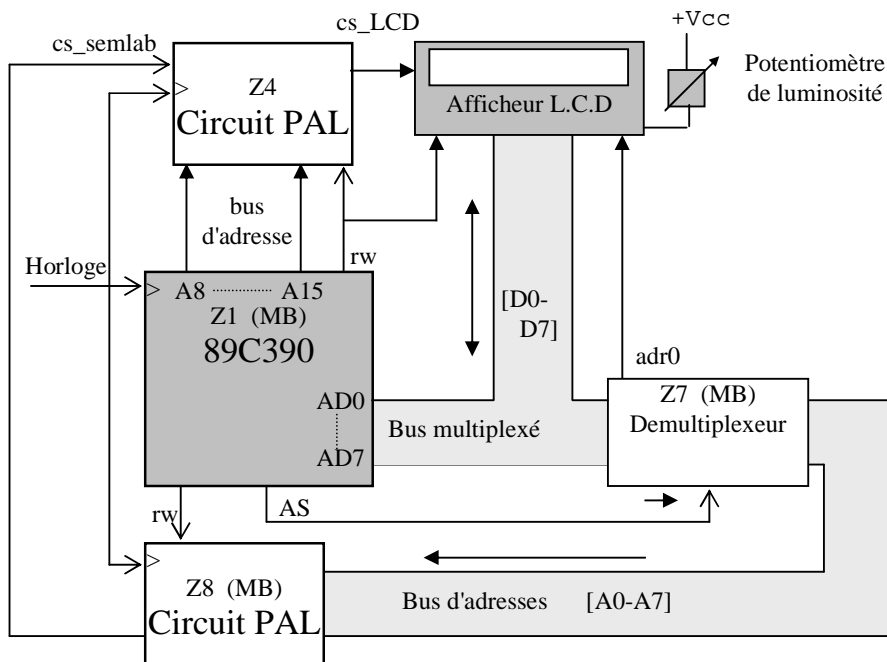 cs_LCD
+Vcc
cs_semlab
Z4
Circuit PAL
Afficheur L.C.D
Potentiomètre
de luminosité
bus
d'adresse
rw
Horloge
A8 A15
Z1 (MB)
89C390
[D0-
D7]
adr0
AD0
AD7
Bus multiplexé
Z7 (MB)
Demultiplexeur
rw
AS
Z8 (MB)
Circuit PAL
Bus d'adresses [A0-A7]